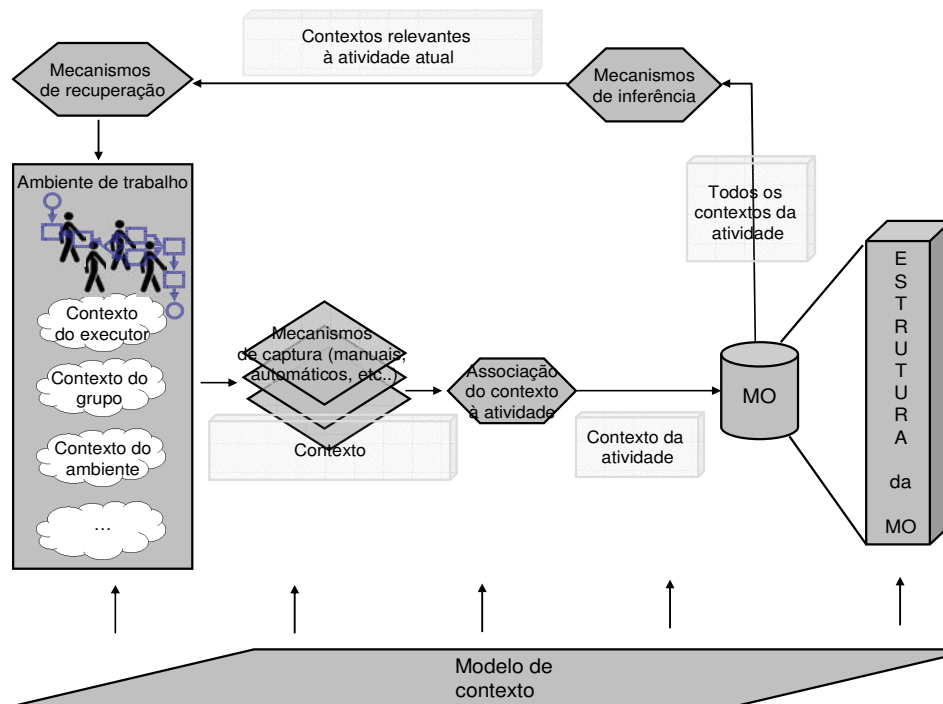 Contextos relevantes
à atividade atual
Mecanismos
de recuperação
Mecanismos
de inferência
Ambiente de trabalho
Todos os
contextos da
atividade
Contexto
do executor
Contexto do
grupo
Contexto do
ambiente
...
Mecanismos
de captura (manuais,
automáticos, etc..)
Contexto
Associação
do contexto
à atividade
Contexto da
atividade
MO
E
S
T
R
U
T
U
R
A
da
MO
Modelo de
contexto